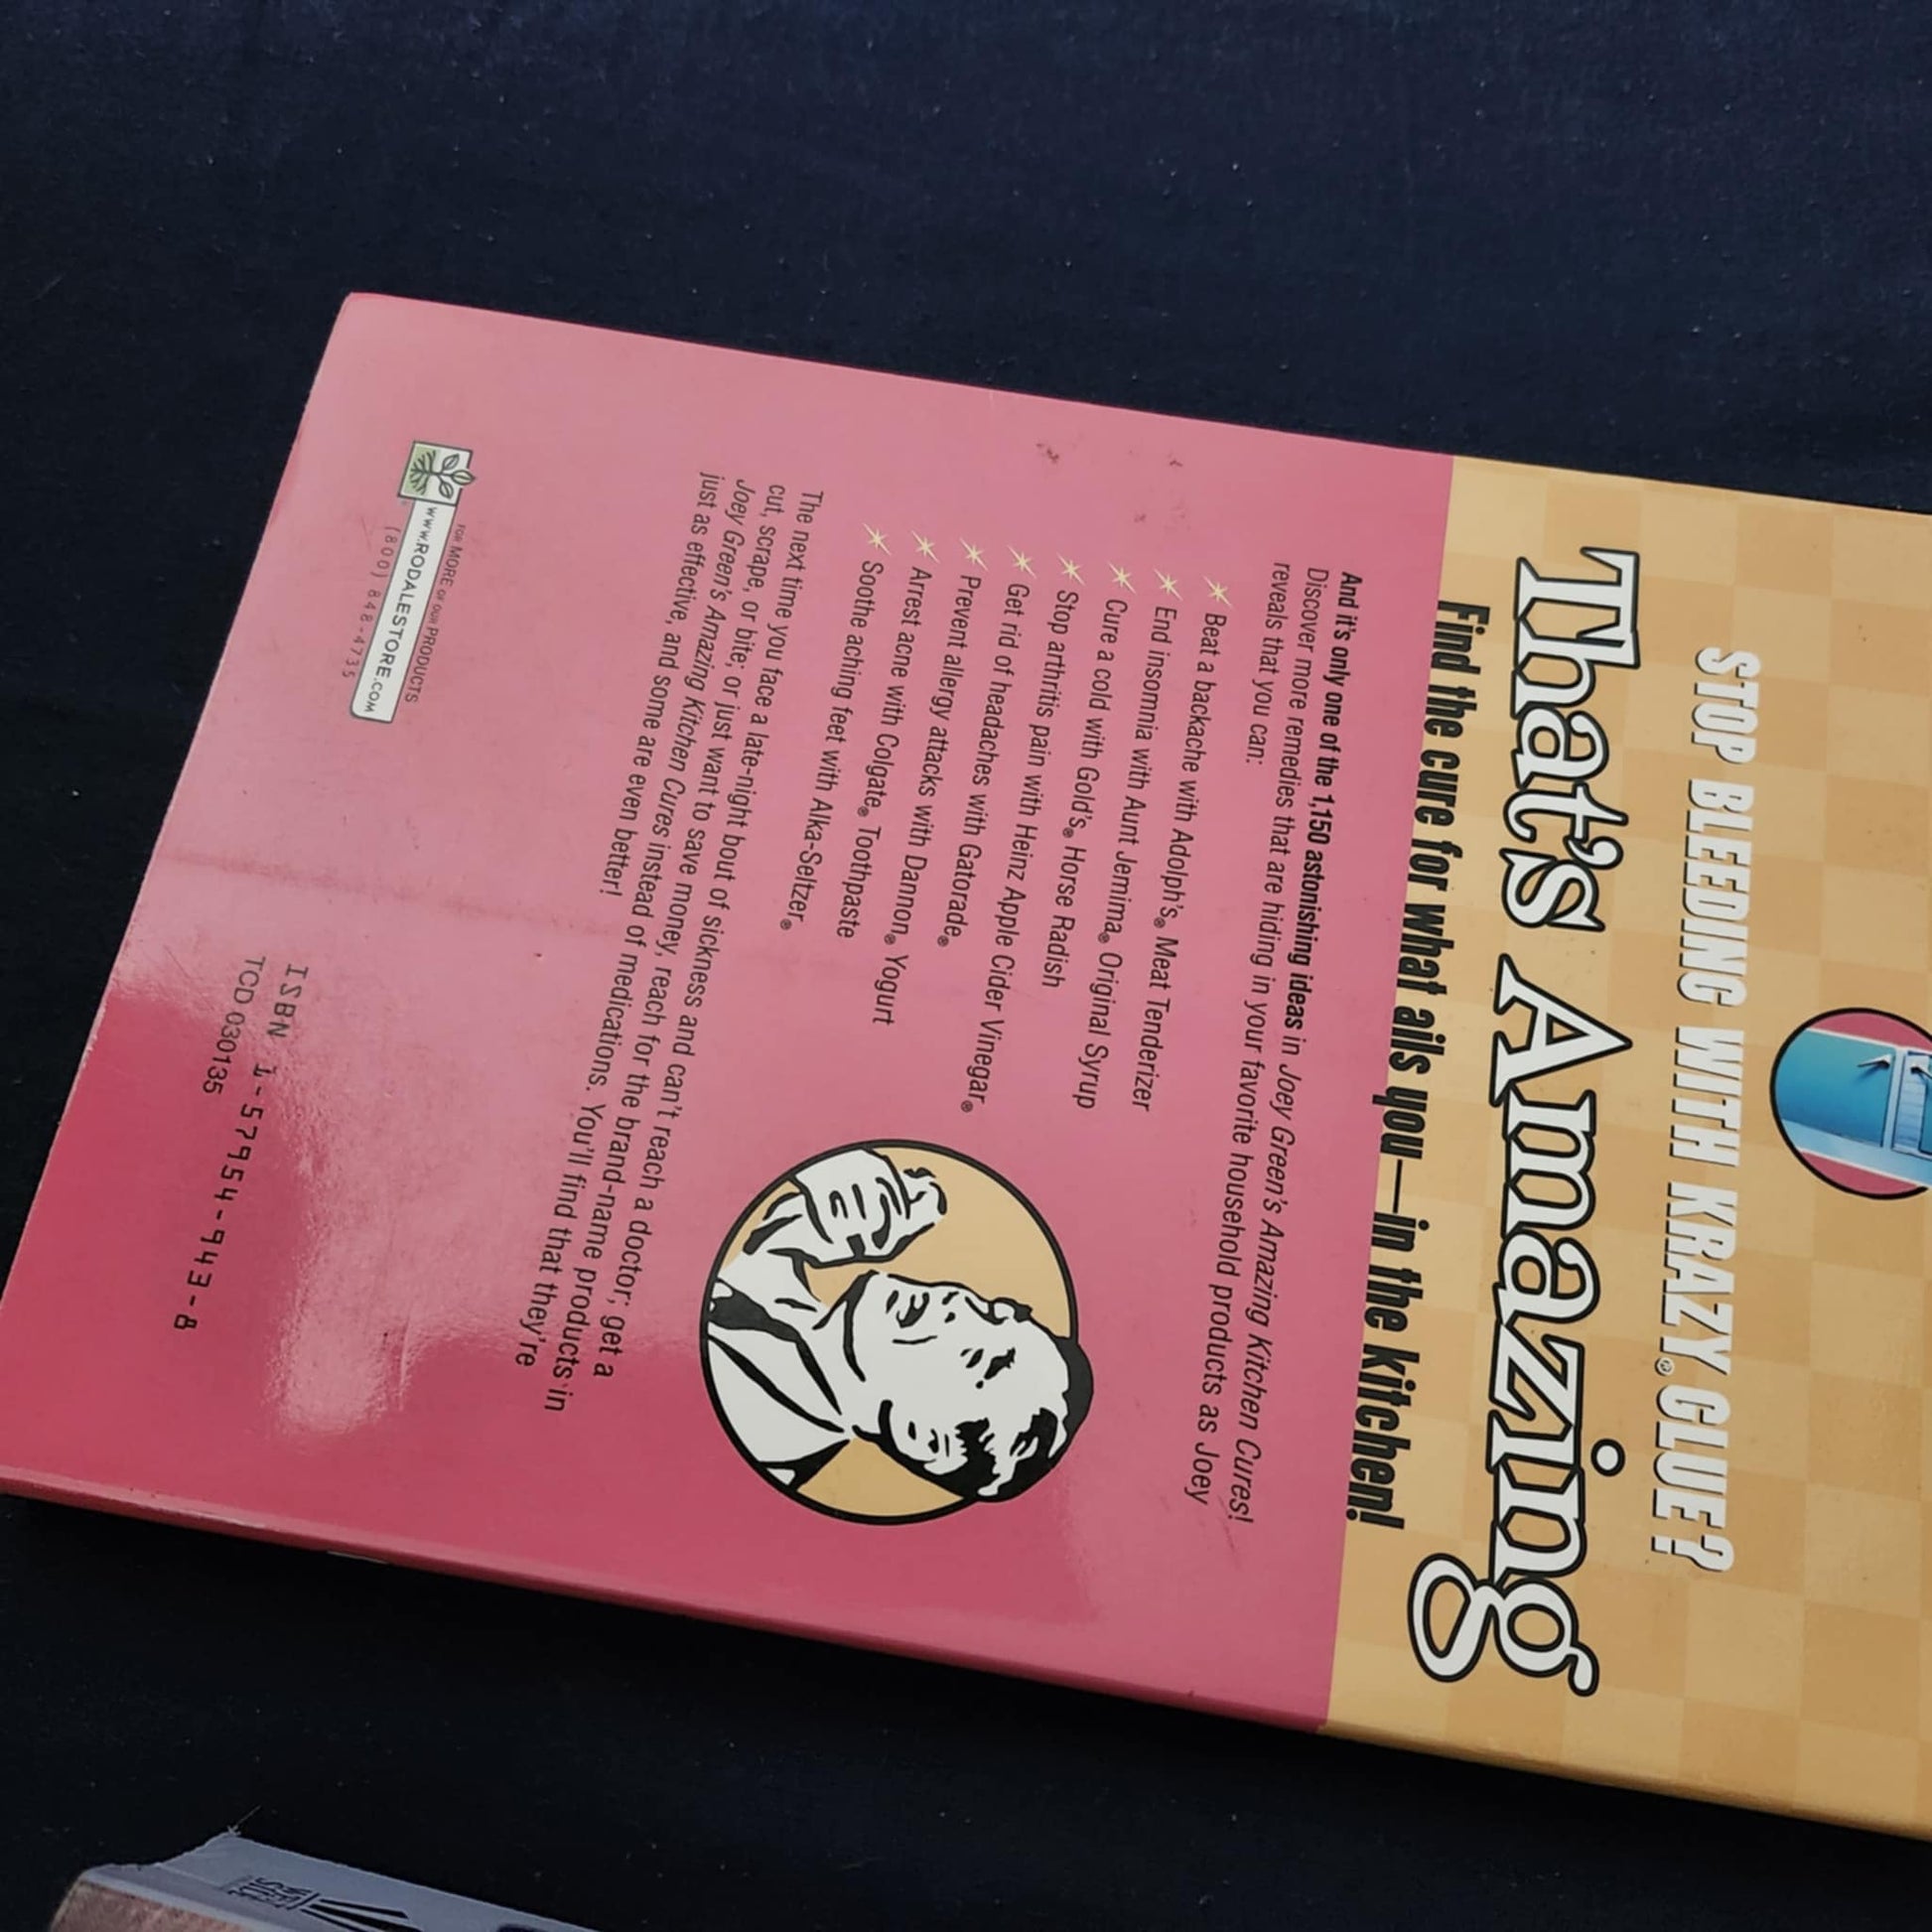 STOP BLEEDING WITH KRAZY® GLUE?
That's Amazing
Find the cure for what ails you—in the kitchen!
And it's only one of the 1,150 astonishing ideas in Joey Green's Amazing Kitchen Cures!
Discover more remedies that are hiding in your favorite household products as Joey
reveals that you can:
Beat a backache with Adolph's® Meat Tenderizer
End insomnia with Aunt Jemima® Original Syrup
Cure a cold with Gold's® Horse Radish
Stop arthritis pain with Heinz Apple Cider Vinegar®
Get rid of headaches with Gatorade®
Prevent allergy attacks with Dannon® Yogurt
Arrest acne with Colgate® Toothpaste
Soothe aching feet with Alka-Seltzer®
The next time you face a late-night bout of sickness and can't reach a doctor; get a
cut, scrape, or bite; or just want to save money, reach for the brand-name products in
Joey Green's Amazing Kitchen Cures instead of medications. You'll find that they're
just as effective, and some are even better!
FOR MORE OF OUR PRODUCTS
WWW.RODALESTORE.COM
(800) 848-4735
ISBN 1-57954-943-8
TCD 030135